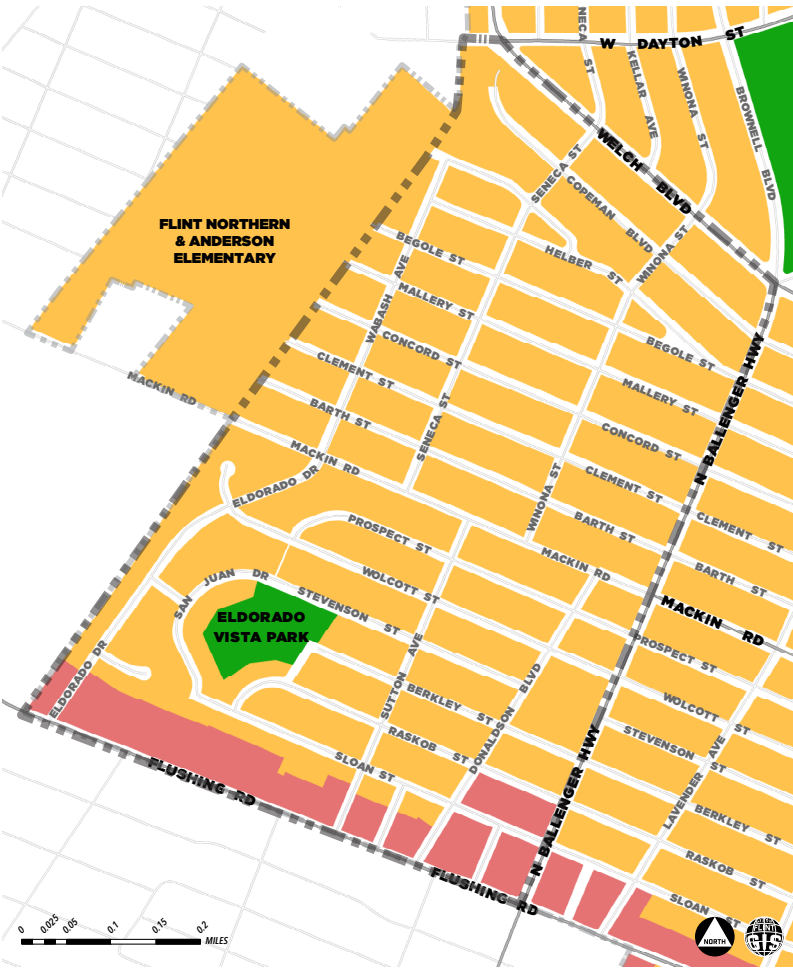 NECA
ST
W DAYTON ST
KELLAR AVE
WINONA ST
BROWNELL BLVD
WELCH BLVD
SENECA ST
COPEMAN BLVD
FLINT NORTHERN
& ANDERSON
ELEMENTARY
BEGOLE ST
HELBER ST
WINONA ST
WABASH AVE
MALLERY ST
CONCORD ST
CLEMENT ST
BEGOLE ST
N BALLENGER HWY
MACKIN RD
BARTH ST
SENECA ST
MALLERY ST
CONCORD ST
MACKIN RD
CLEMENT ST
ELDORADO DR
WINONA ST
BARTH ST
CLEMENT ST
PROSPECT ST
MACKIN RD
BARTH ST
SAN JUAN DR
WOLCOTT ST
STEVENSON ST
MACKIN RD
ELDORADO
VISTA PARK
PROSPECT ST
ELDORADO DR
SUTTON AVE
BERKLEY ST
DONALDSON BLVD
WOLCOTT ST
RASKOB ST
STEVENSON ST
SLOAN ST
FLUSHING RD
N BALLENGER HWY
LAVENDER AVE
BERKLEY ST
RASKOB ST
FLUSHING RD
SLOAN ST
0 0.025 0.05 0.1 0.15 0.2
MILES
NORTH
FLINT
GIS